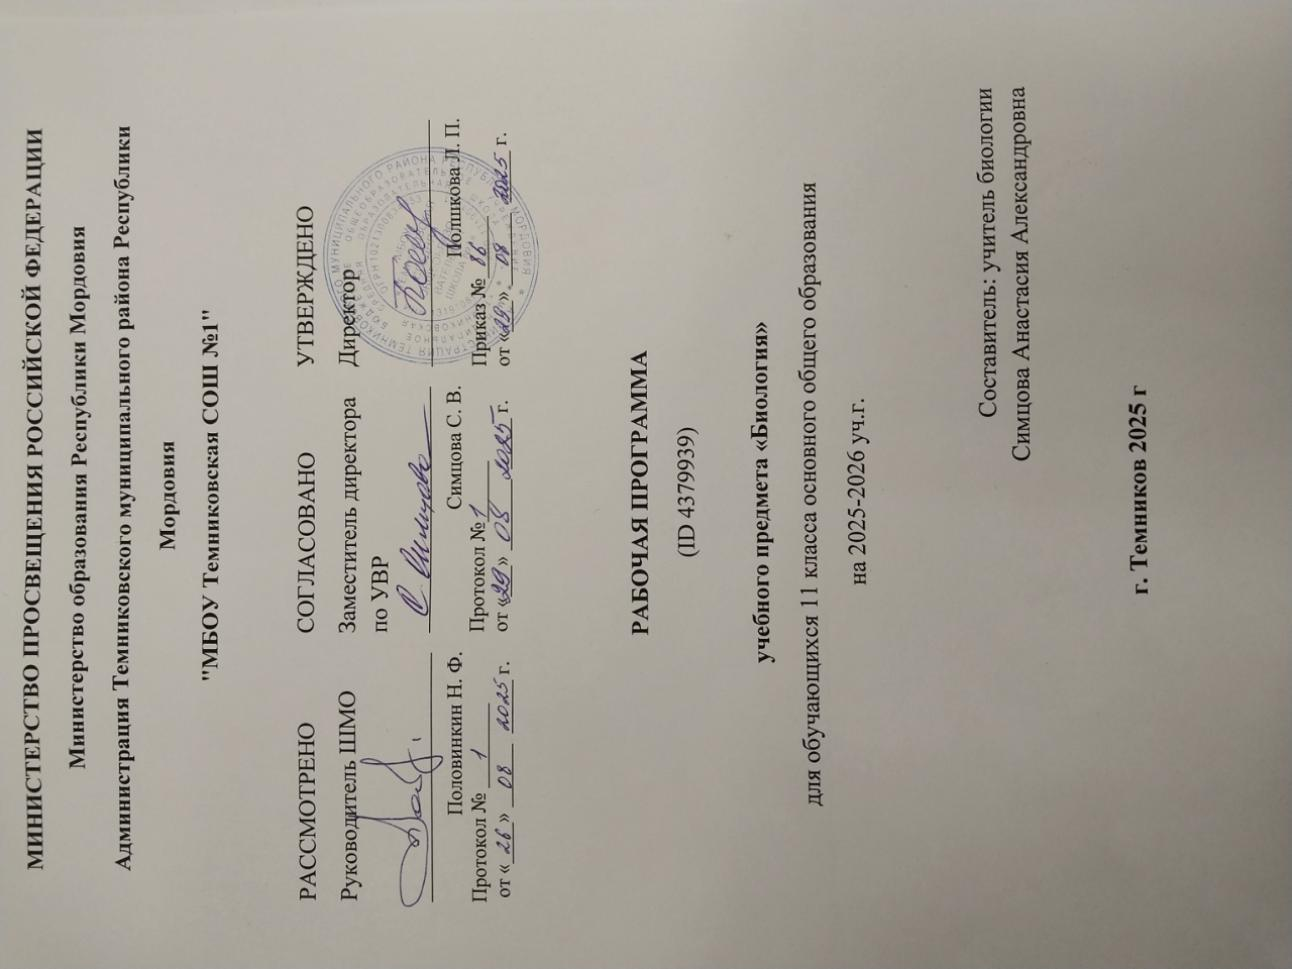 МИНИСТЕРСТВО ПРОСВЕЩЕНИЯ РОССИЙСКОЙ ФЕДЕРАЦИИ
Министерство образования Республики Мордовия
Администрация Темниковского муниципального района Республики
Мордовия
"МБОУ Темниковская СОШ №1"
РАССМОТРЕНО
Руководитель ШМО
Половинкин Н. Ф.
Протокол № 1
от «26» 08 2025 г.
СОГЛАСОВАНО
Заместитель директора
по УВР
Симцова С. В.
Протокол №1
от «29» 08 2025 г.
УТВЕРЖДЕНО
Директор
Полшкова Л. П.
Приказ № 86
от «29» 08 2025 г.
РАБОЧАЯ ПРОГРАММА
(ID 4379939)
учебного предмета «Биология»
для обучающихся 11 класса основного общего образования
на 2025-2026 уч.г.
Составитель: учитель биологии
Симцова Анастасия Александровна
г. Темников 2025 г